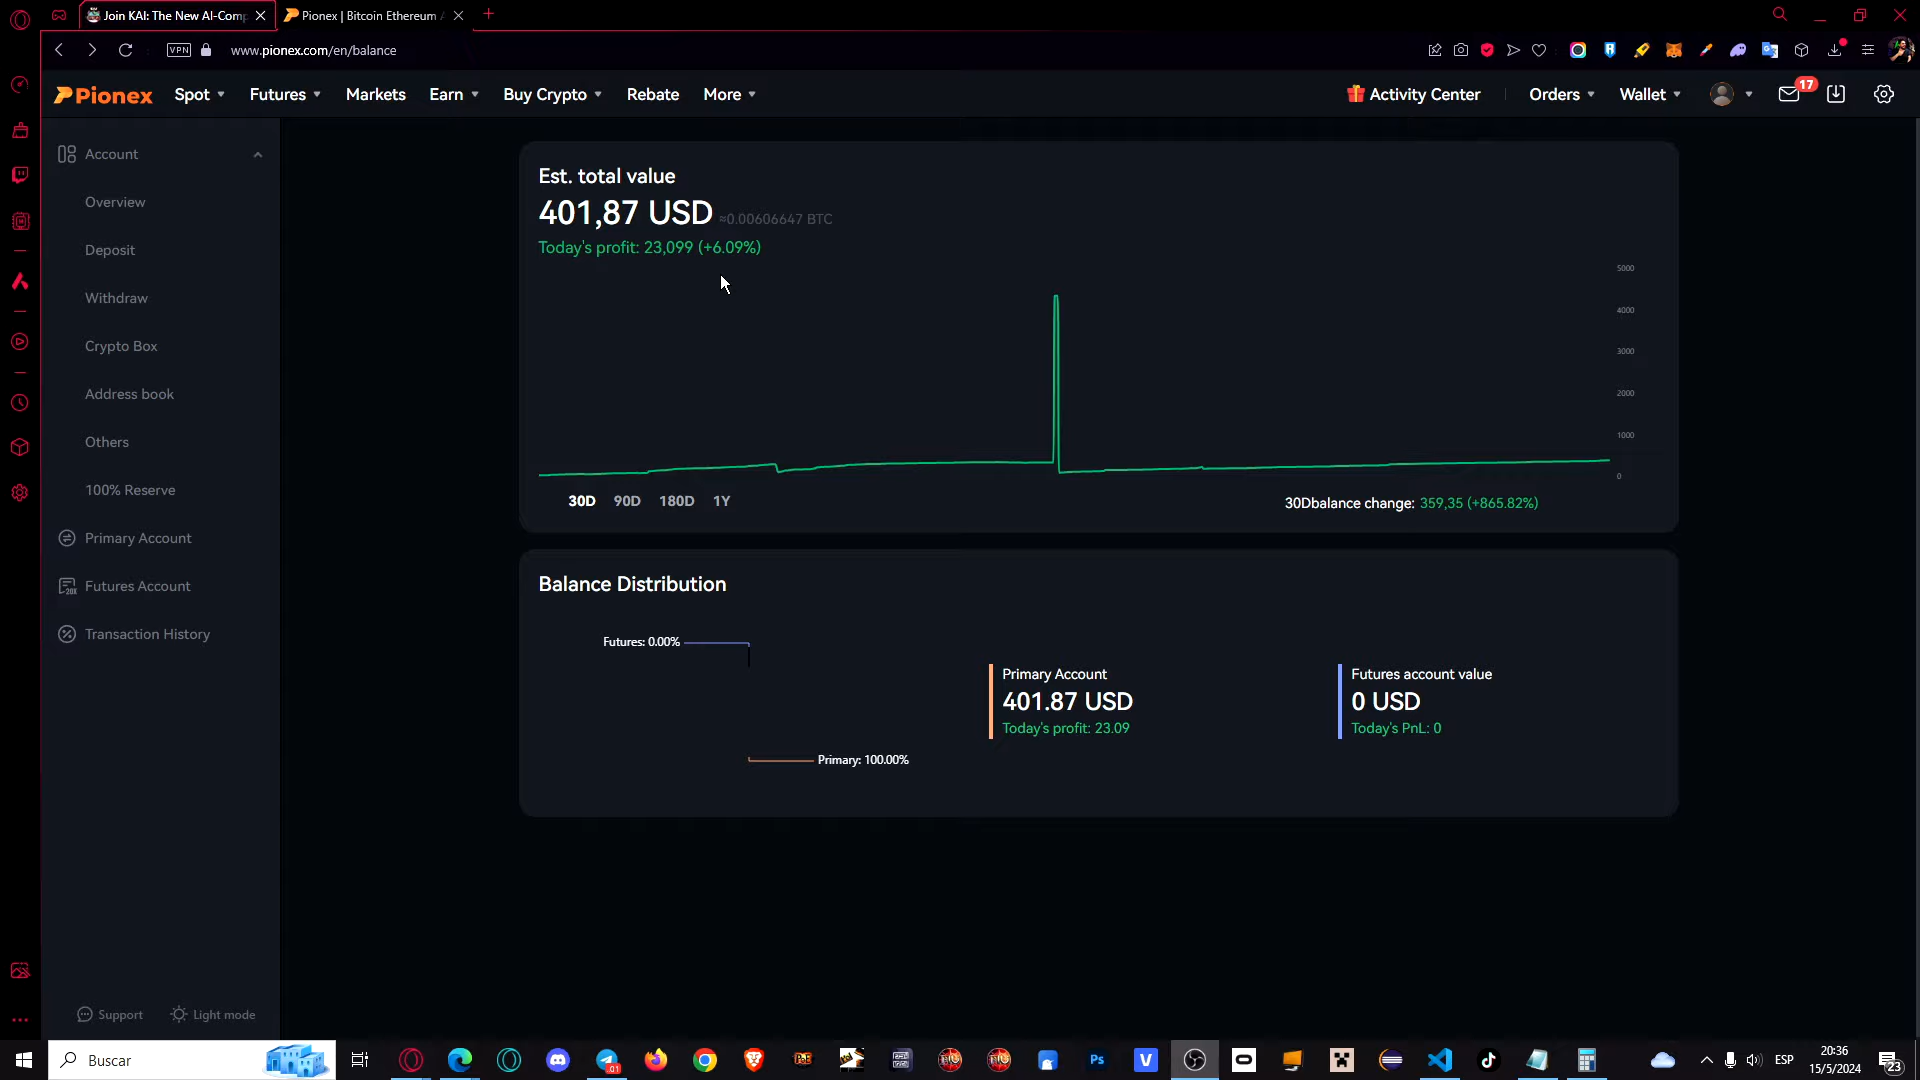 Join KAI: The New AI-Comp
Pionex | Bitcoin Ethereum
VPN
www.pionex.com/en/balance
Pionex
Spot
Futures
Markets
Earn
Buy Crypto
Rebate
More
Activity Center
Orders
Wallet
17
Account
Overview
Deposit
Withdraw
Crypto Box
Address book
Others
100% Reserve
Primary Account
Futures Account
Transaction History
Support
Light mode
Est. total value
401,87 USD ≈0.00606647 BTC
Today's profit: 23,099 (+6.09%)
5000
4000
3000
2000
1000
0
30D 90D 180D 1Y
30Dbalance change: 359,35 (+865.82%)
Balance Distribution
Futures: 0.00%
Primary: 100.00%
Primary Account
401.87 USD
Today's profit: 23.09
Futures account value
0 USD
Today's PnL: 0
Buscar
Ps
V
ESP
20:36
15/5/2024
23